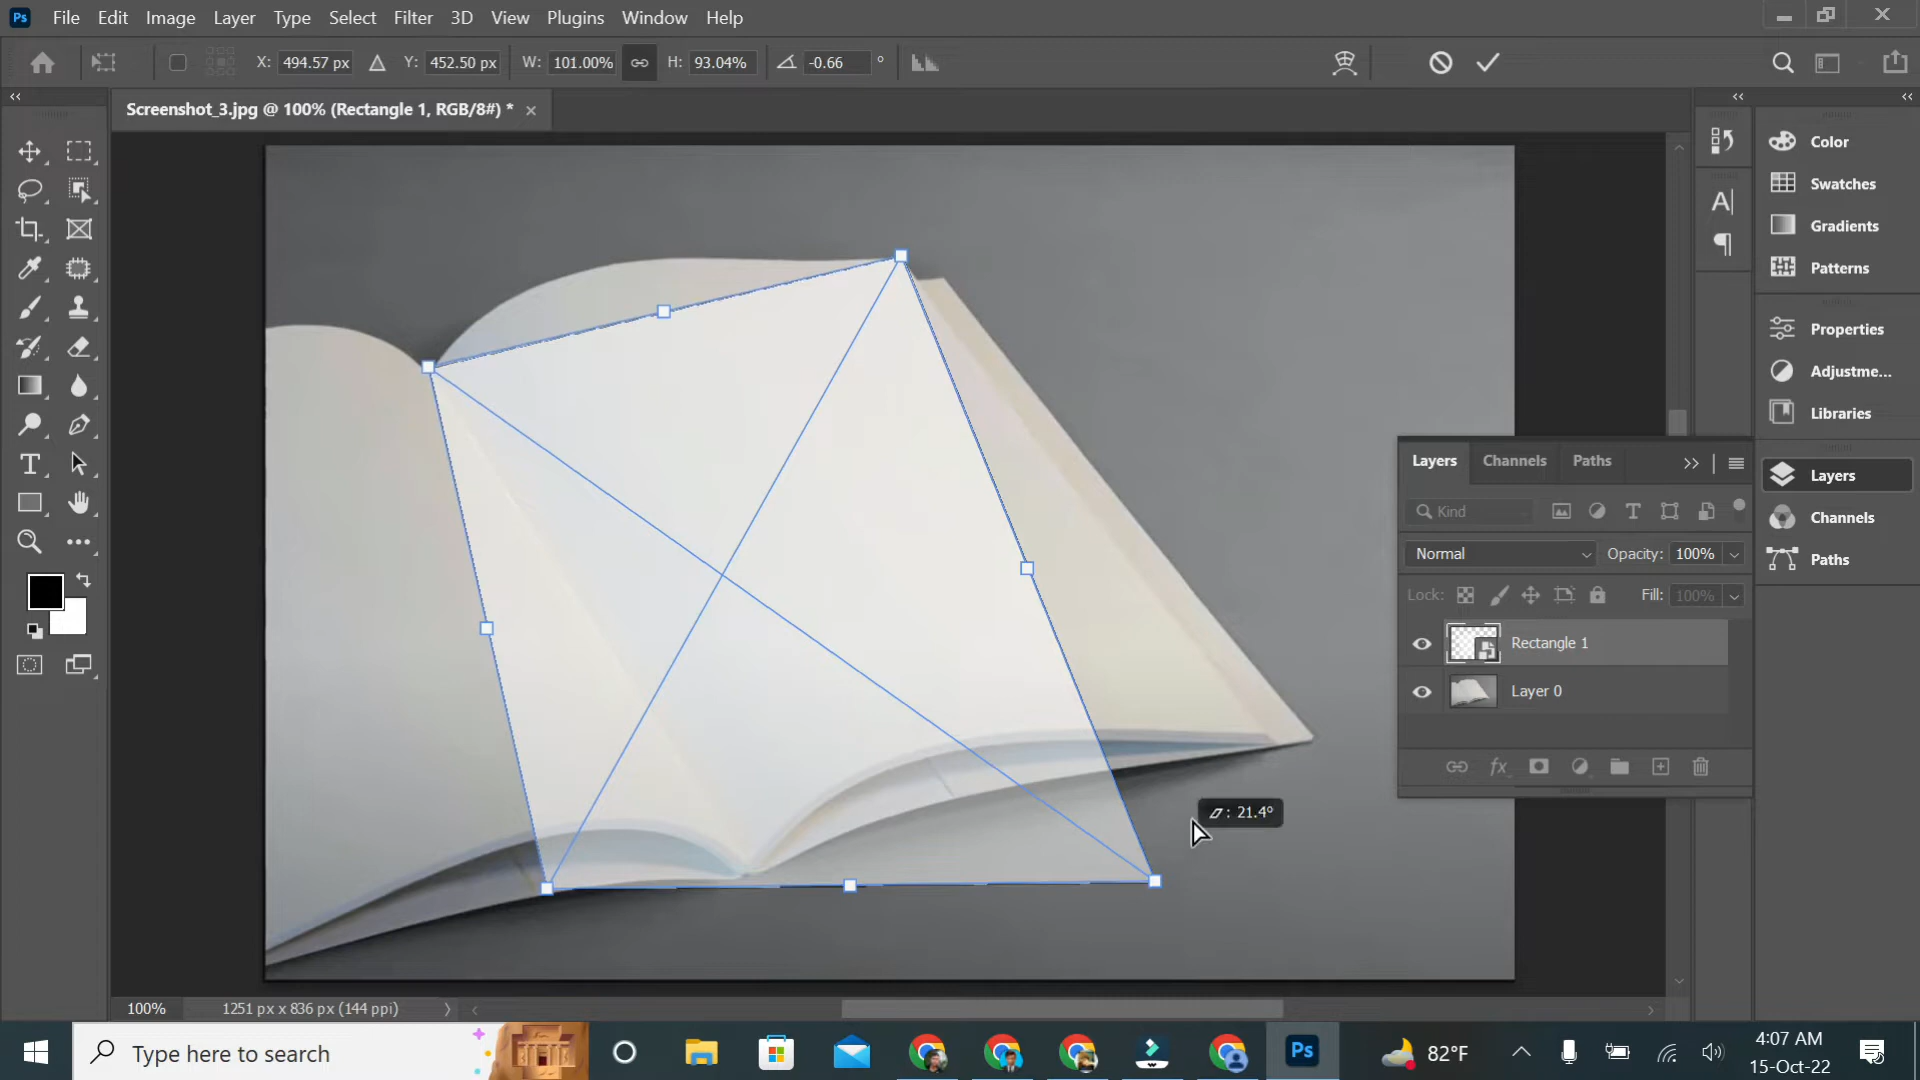 Ps File Edit Image Layer Type Select Filter 3D View Plugins Window Help
X: 494.57 px Y: 452.50 px W: 101.00% H: 93.04% -0.66 °
Screenshot_3.jpg @ 100% (Rectangle 1, RGB/8#) * ×
Color
Swatches
Gradients
Patterns
Properties
Adjustme...
Libraries
Layers
Channels
Paths
Layers Channels Paths
Kind
Normal Opacity: 100%
Lock: Fill: 100%
Rectangle 1
Layer 0
: 21.4°
100% 1251 px x 836 px (144 ppi)
Type here to search
Ps
82°F
4:07 AM
15-Oct-22